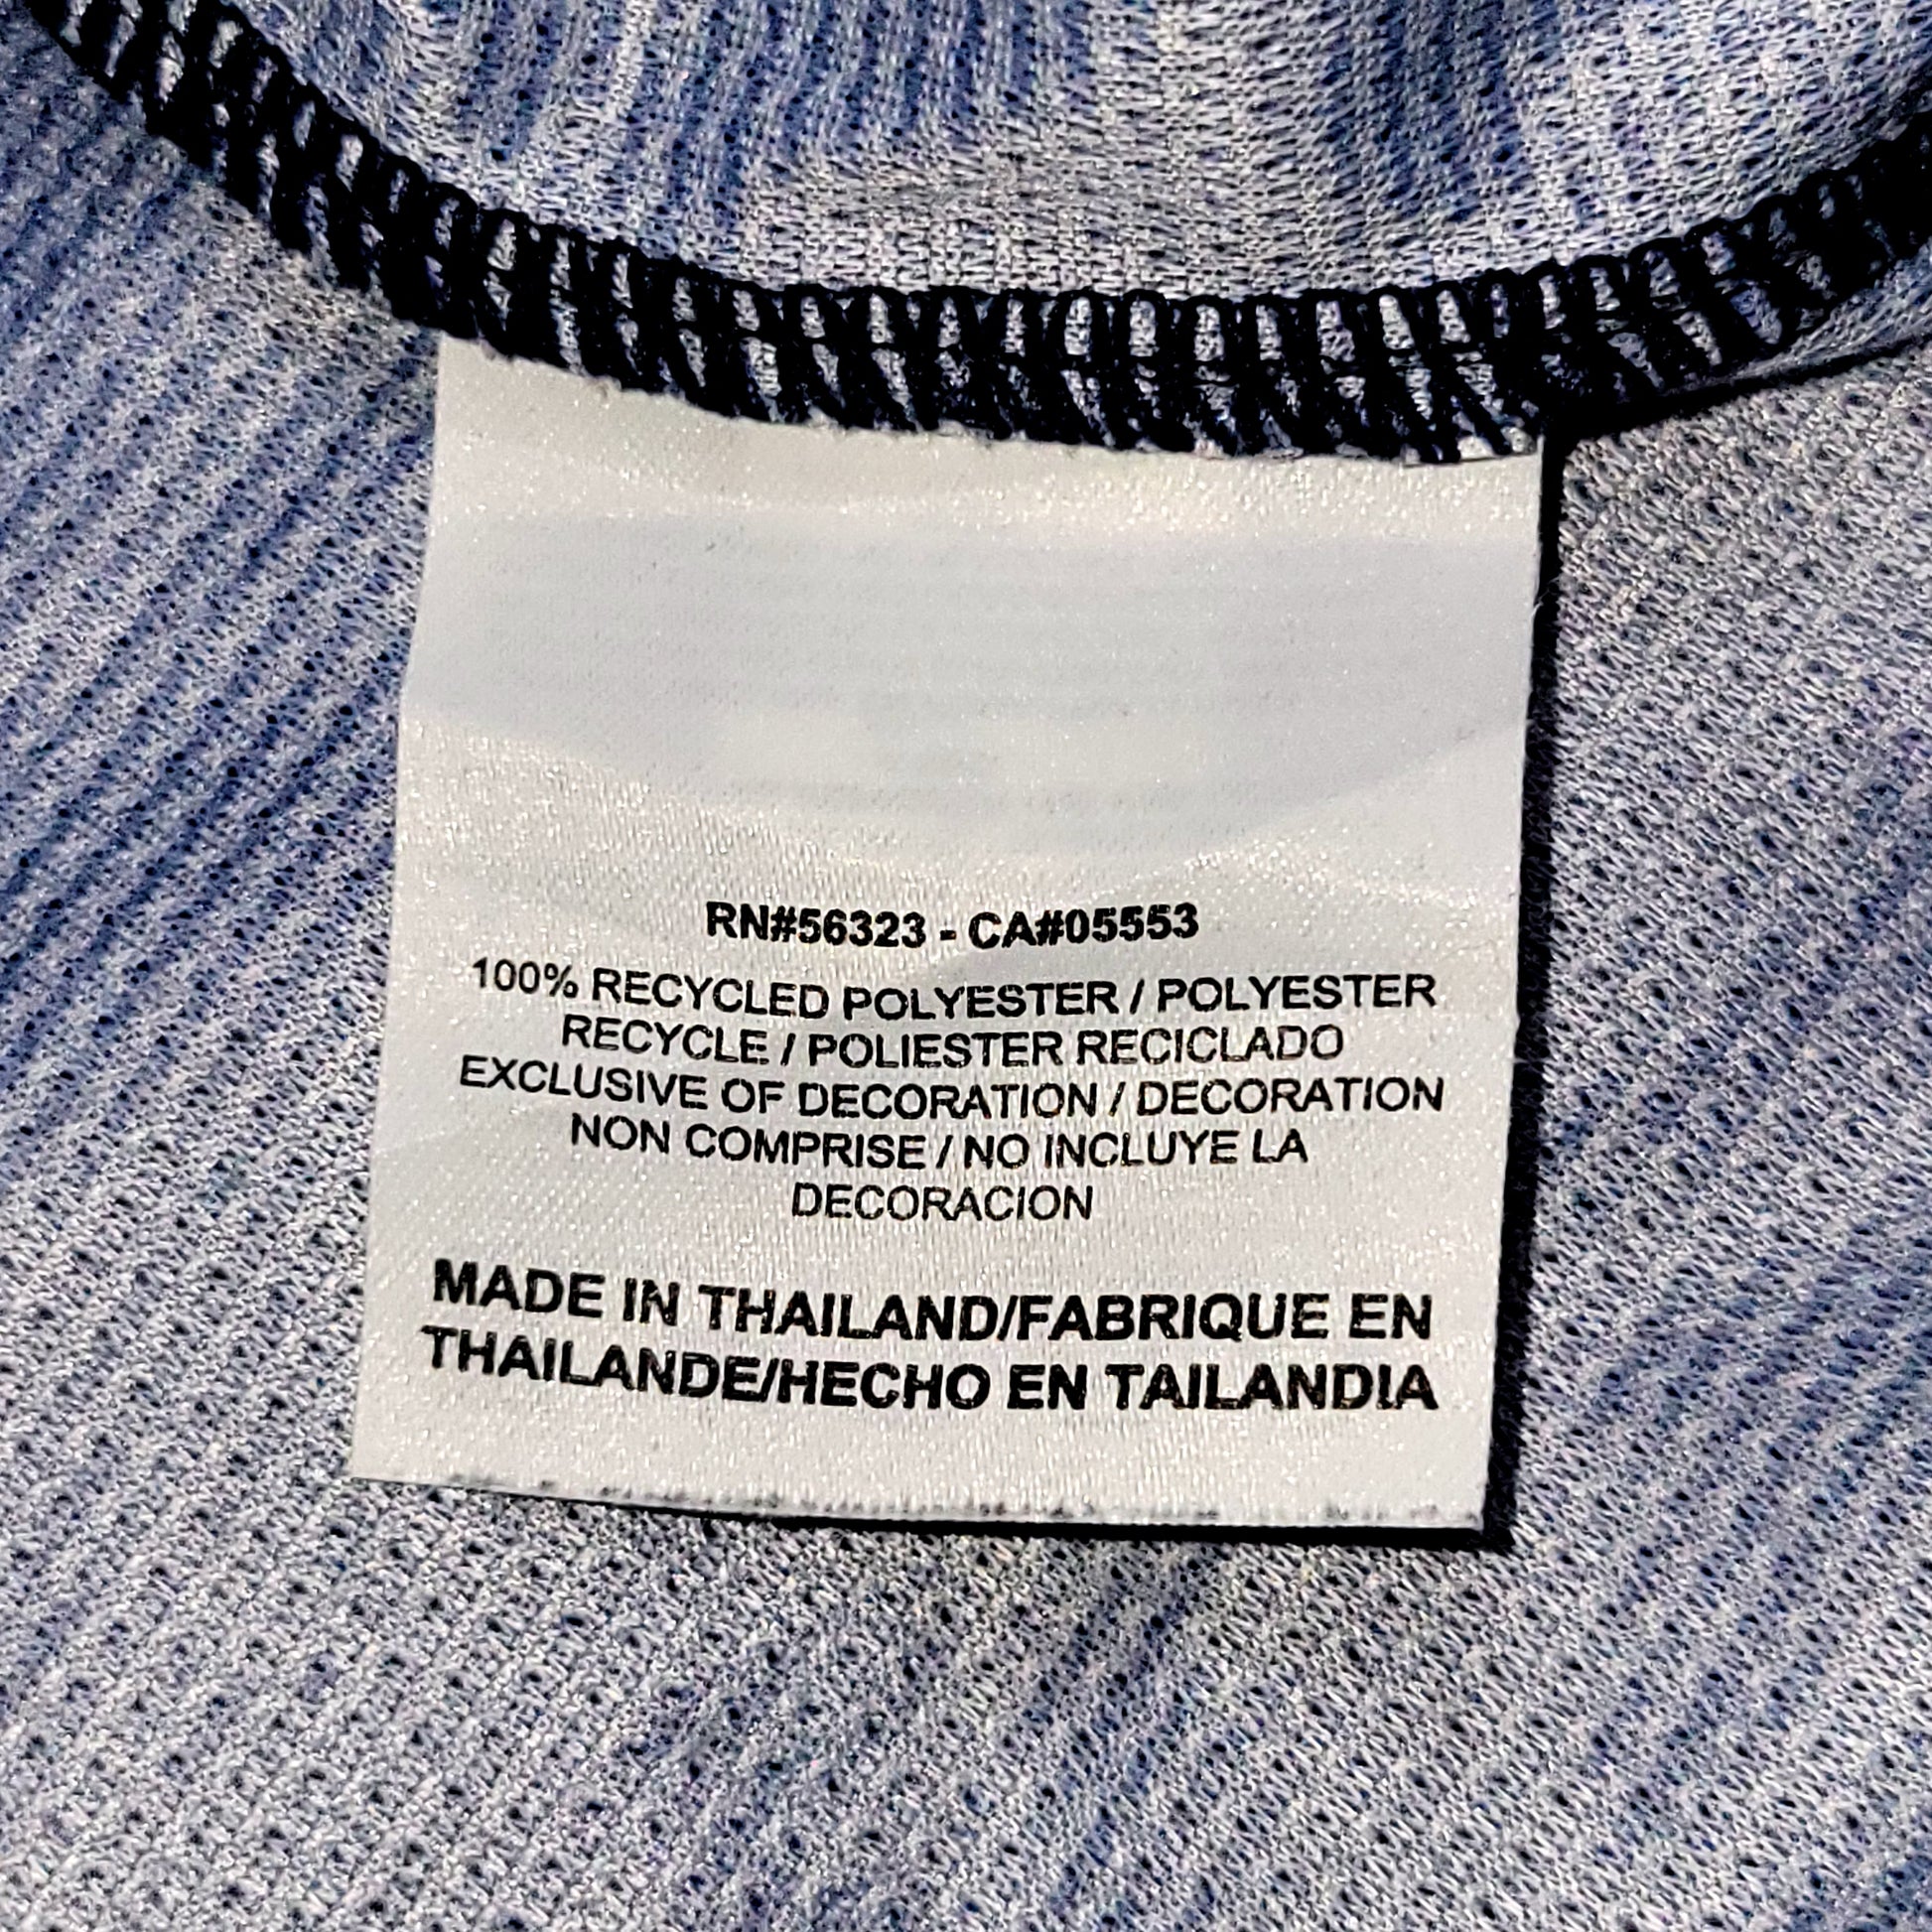 RN#56323 - CA#05553
100% RECYCLED POLYESTER / POLYESTER
RECYCLE / POLIESTER RECICLADO
EXCLUSIVE OF DECORATION / DECORATION
NON COMPRISE / NO INCLUYE LA
DECORACION
MADE IN THAILAND/FABRIQUE EN
THAILANDE/HECHO EN TAILANDIA